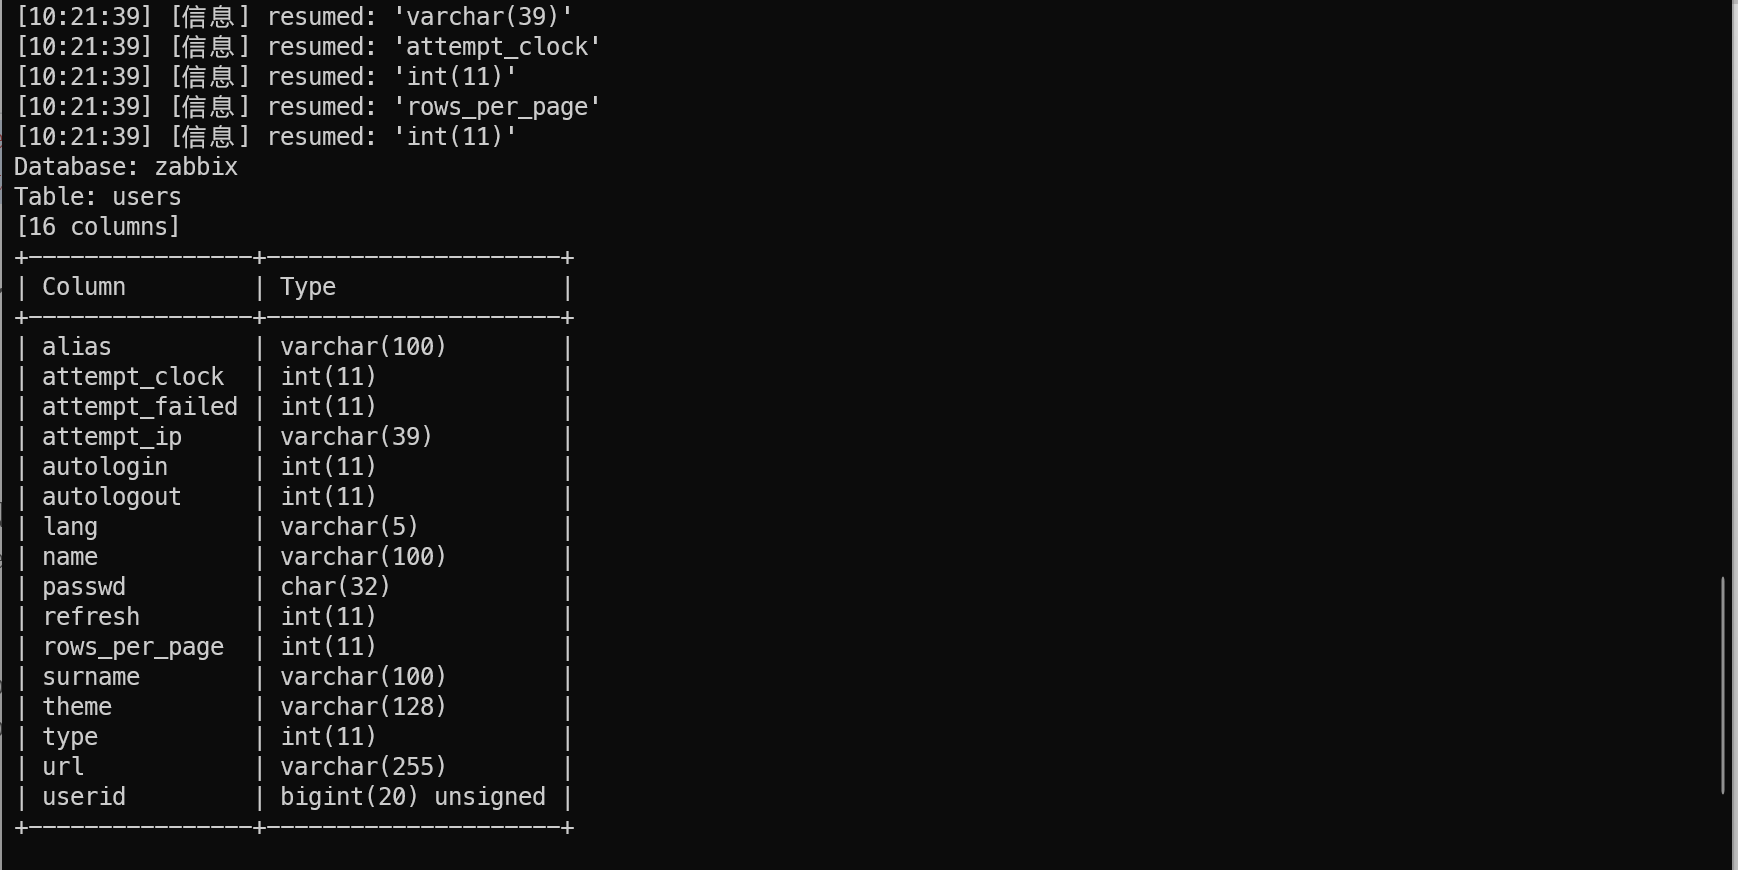 [10:21:39] [信息] resumed: 'varchar(39)'
[10:21:39] [信息] resumed: 'attempt_clock'
[10:21:39] [信息] resumed: 'int(11)'
[10:21:39] [信息] resumed: 'rows_per_page'
[10:21:39] [信息] resumed: 'int(11)'
Database: zabbix
Table: users
[16 columns]
+----------------+---------------------+
| Column         | Type                |
+----------------+---------------------+
| alias          | varchar(100)        |
| attempt_clock  | int(11)             |
| attempt_failed | int(11)             |
| attempt_ip     | varchar(39)         |
| autologin      | int(11)             |
| autologout     | int(11)             |
| lang           | varchar(5)          |
| name           | varchar(100)        |
| passwd         | char(32)            |
| refresh        | int(11)             |
| rows_per_page  | int(11)             |
| surname        | varchar(100)        |
| theme          | varchar(128)        |
| type           | int(11)             |
| url            | varchar(255)        |
| userid         | bigint(20) unsigned |
+----------------+---------------------+